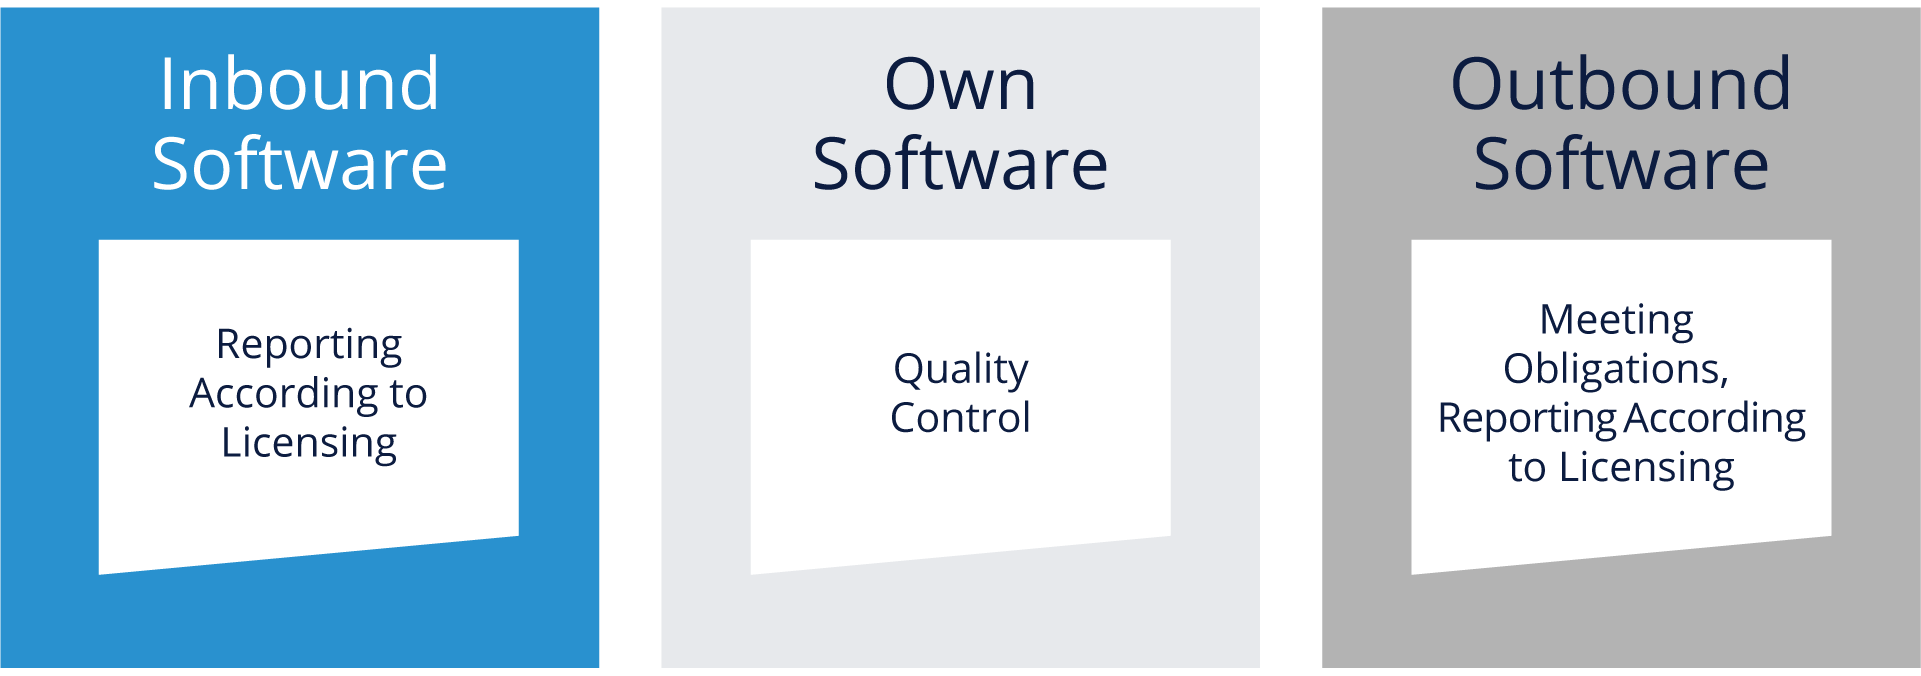 Inbound
Software
Reporting
According to
Licensing
Own
Software
Quality
Control
Outbound
Software
Meeting
Obligations,
Reporting According
to Licensing